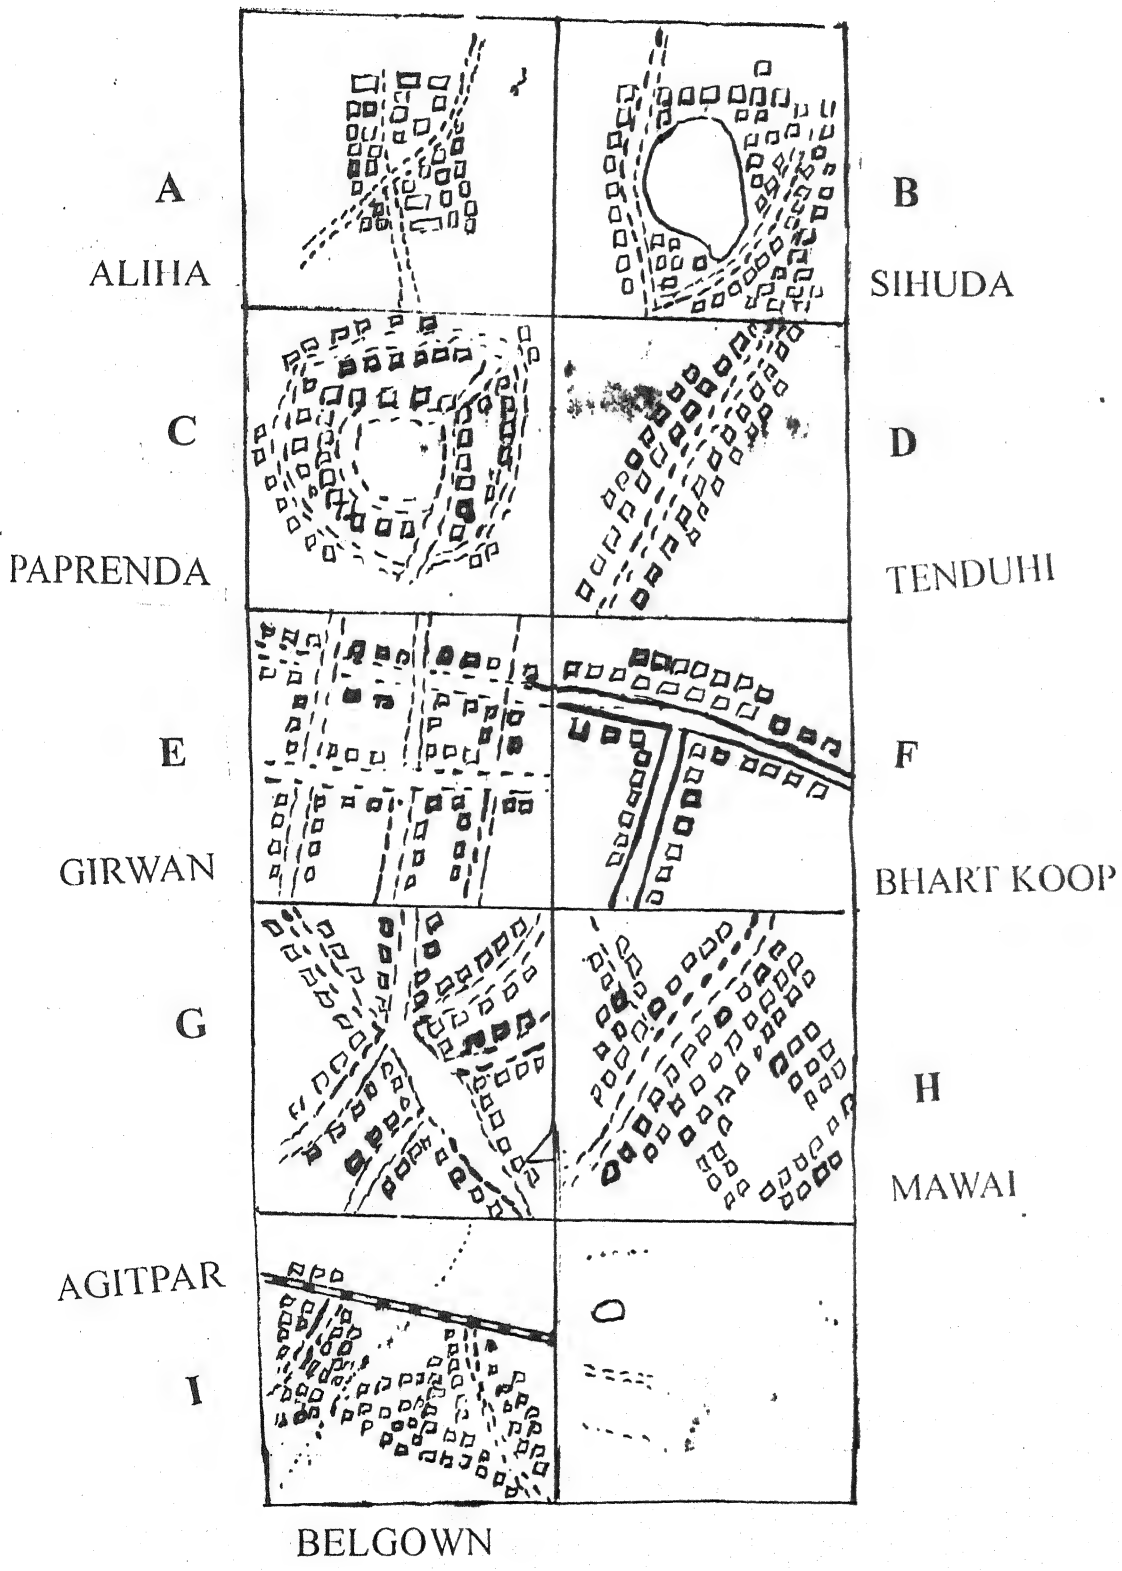 A
ALIHA
B
SIHUDA
C
PAPRENDA
D
TENDUHI
E
GIRWAN
F
BHART KOOP
G
H
MAWAI
AGITPAR
I
BELGOWN